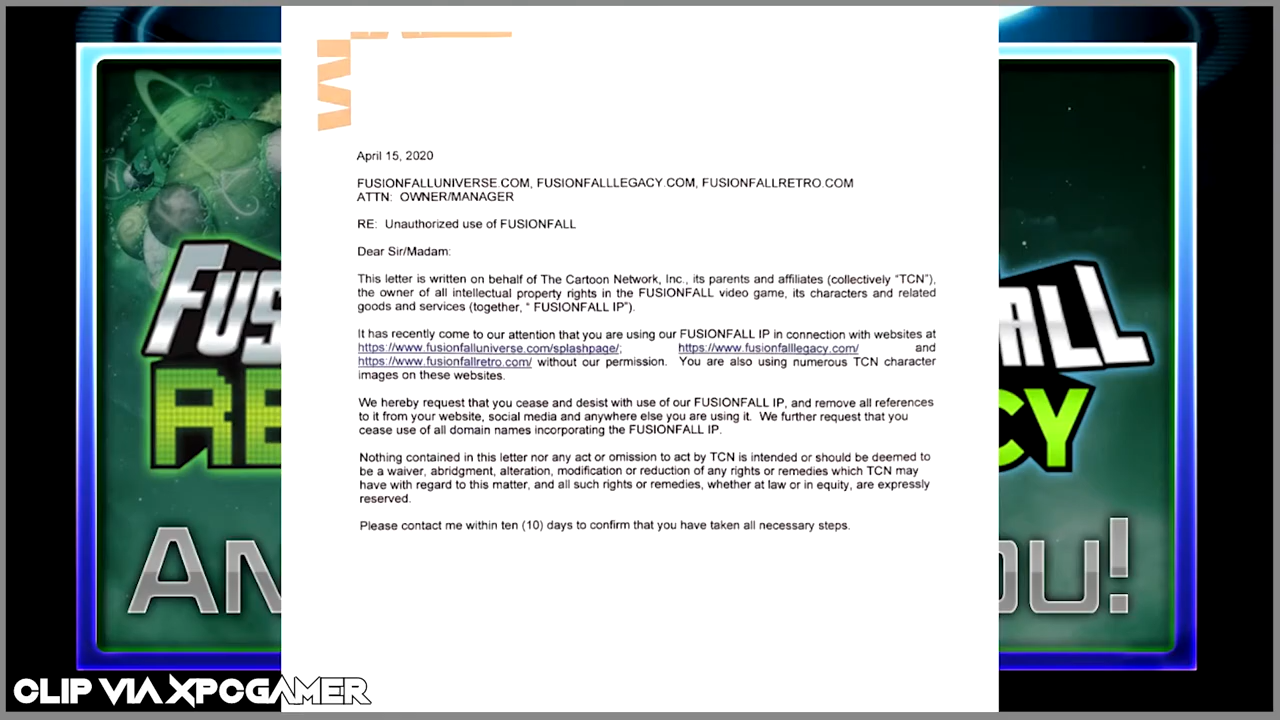 April 15, 2020
FUSIONFALLUNIVERSE.COM, FUSIONFALLLEGACY.COM, FUSIONFALLRETRO.COM
ATTN: OWNER/MANAGER
RE: Unauthorized use of FUSIONFALL
Dear Sir/Madam:
This letter is written on behalf of The Cartoon Network, Inc., its parents and affiliates (collectively "TCN"),
the owner of all intellectual property rights in the FUSIONFALL video game, its characters and related
goods and services (together, " FUSIONFALL IP").
It has recently come to our attention that you are using our FUSIONFALL IP in connection with websites at
https://www.fusionfalluniverse.com/splashpage/; https://www.fusionfalllegacy.com/ and
https://www.fusionfallretro.com/ without our permission. You are also using numerous TCN character
images on these websites.
We hereby request that you cease and desist with use of our FUSIONFALL IP, and remove all references
to it from your website, social media and anywhere else you are using it. We further request that you
cease use of all domain names incorporating the FUSIONFALL IP.
Nothing contained in this letter nor any act or omission to act by TCN is intended or should be deemed to
be a waiver, abridgment, alteration, modification or reduction of any rights or remedies which TCN may
have with regard to this matter, and all such rights or remedies, whether at law or in equity, are expressly
reserved.
Please contact me within ten (10) days to confirm that you have taken all necessary steps.
FUS
RE
AN
ALL
CY
OU!
CLIP VIA XPCGAMER